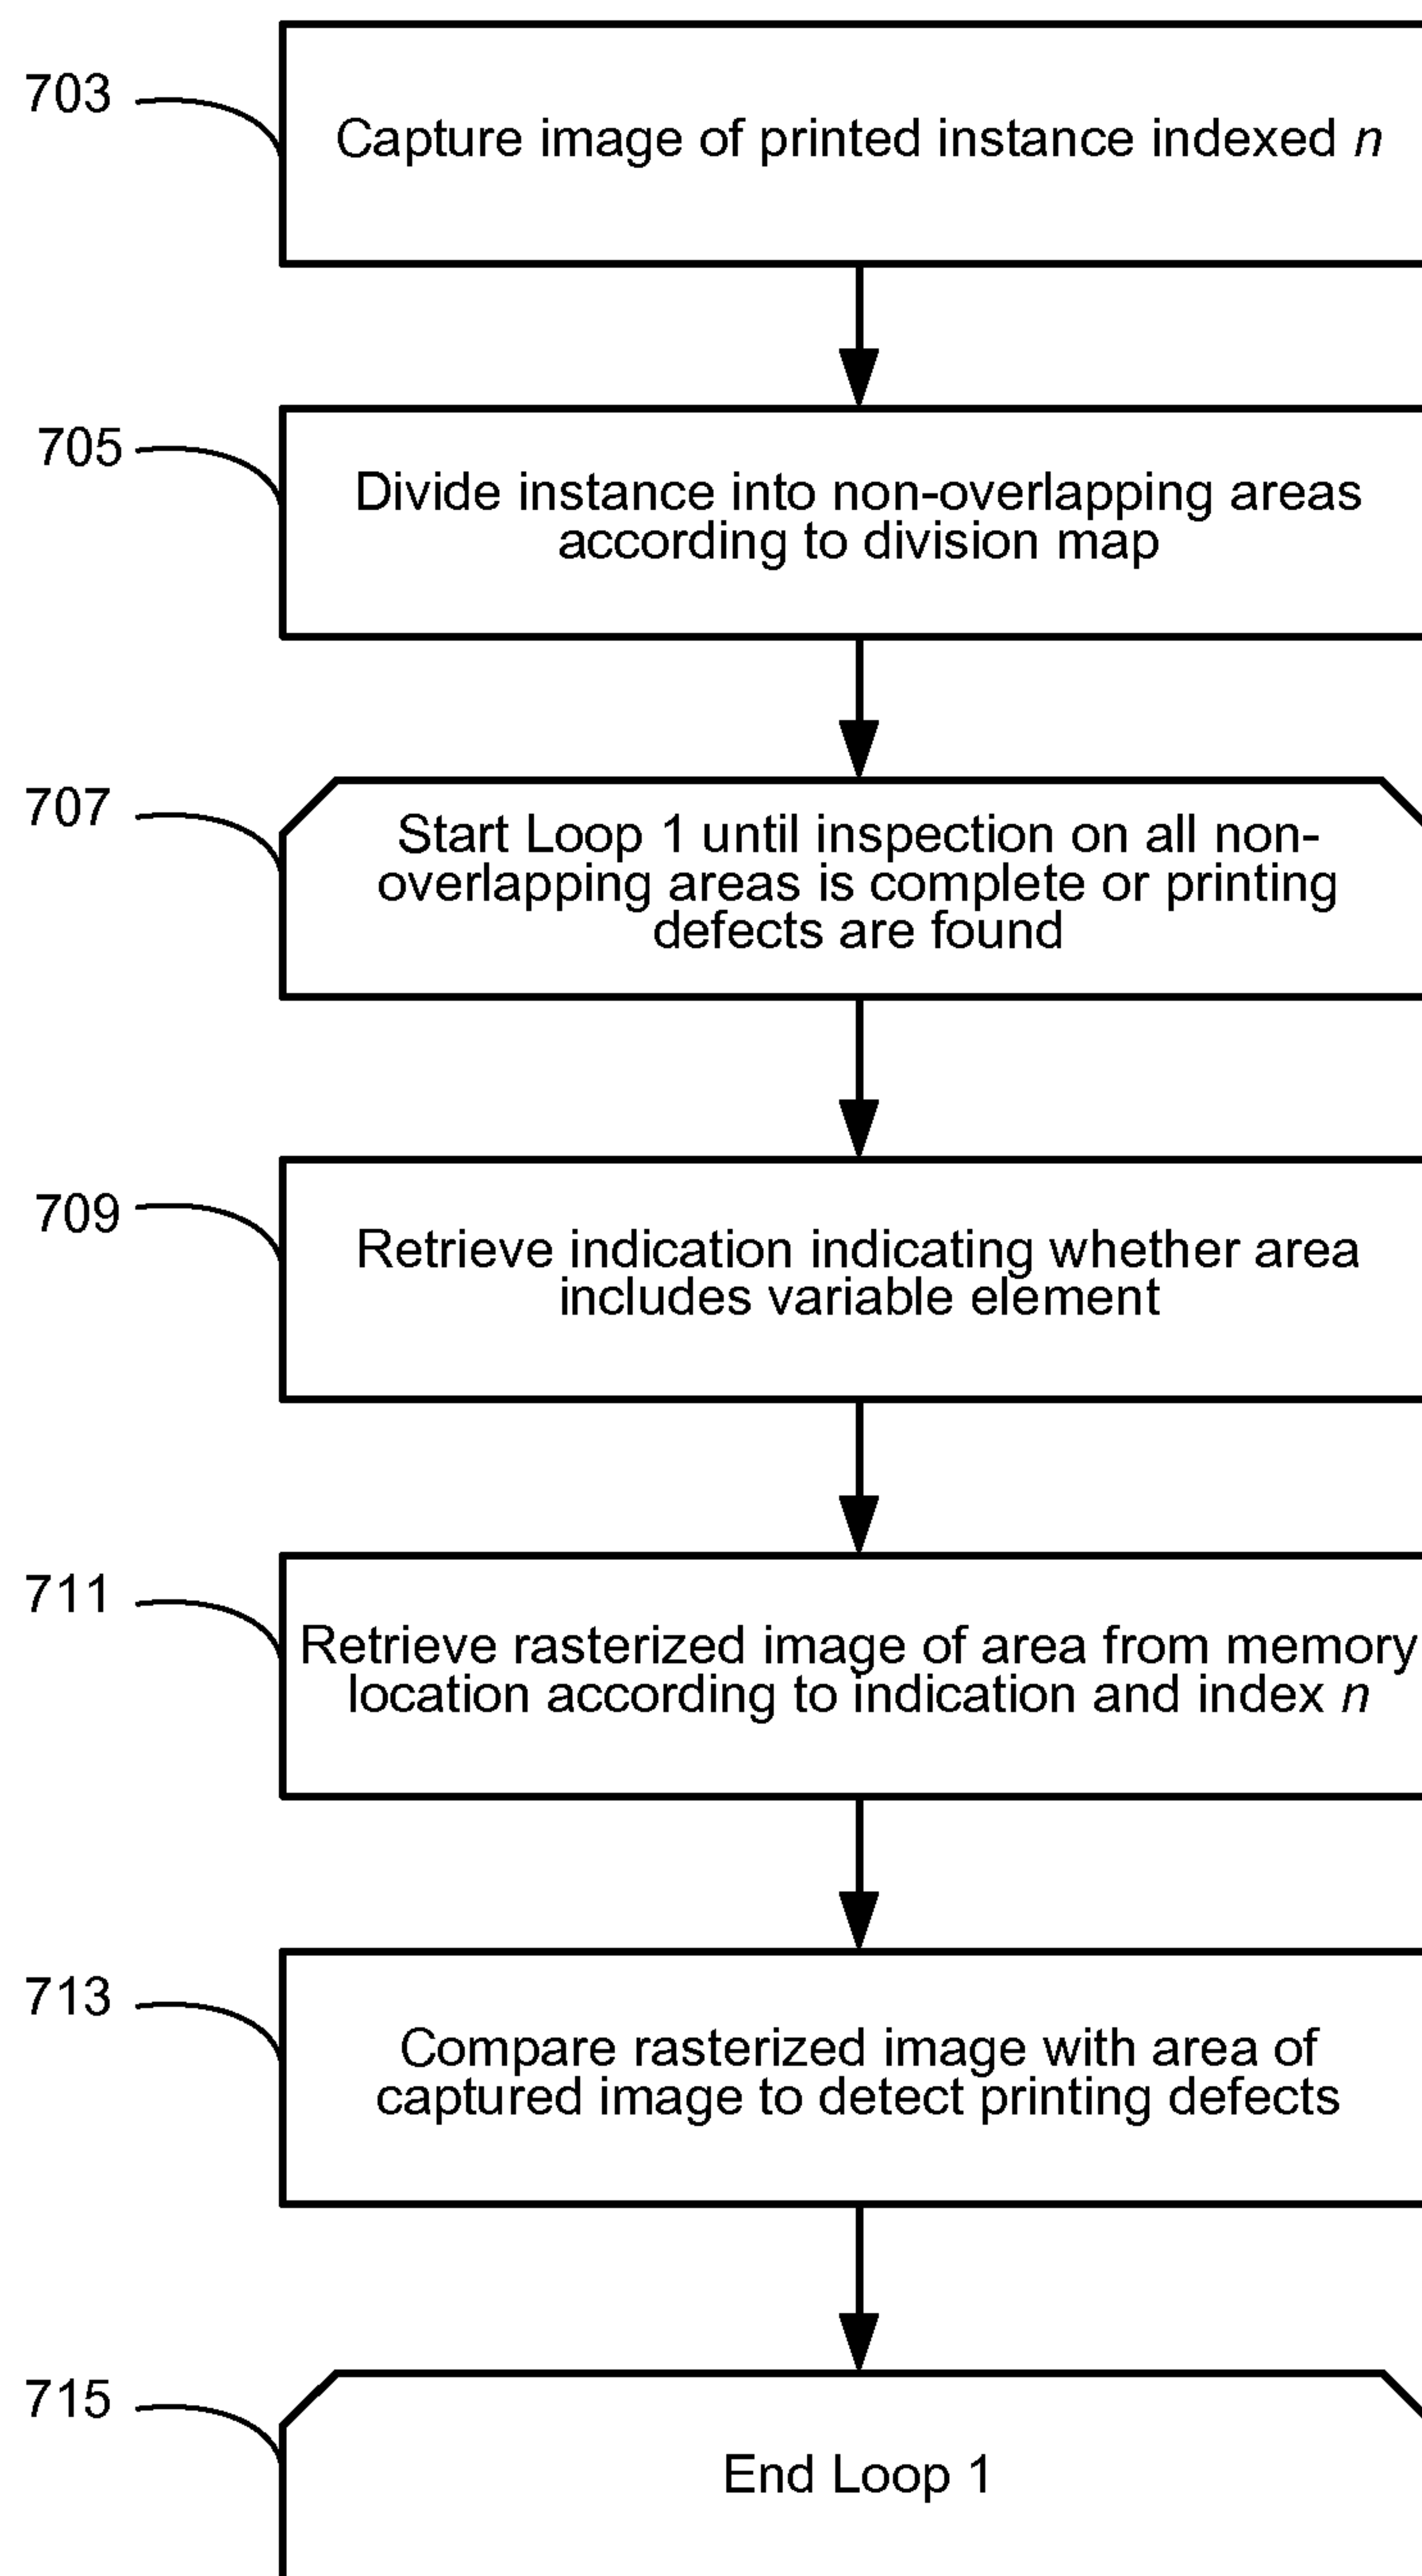 703
Capture image of printed instance indexed n
705
Divide instance into non-overlapping areas
according to division map
707
Start Loop 1 until inspection on all non-
overlapping areas is complete or printing
defects are found
709
Retrieve indication indicating whether area
includes variable element
711
Retrieve rasterized image of area from memory
location according to indication and index n
713
Compare rasterized image with area of
captured image to detect printing defects
715
End Loop 1